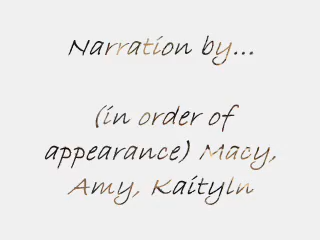 Narration by...
(in order of
appearance) Macy,
Amy, Kaityln